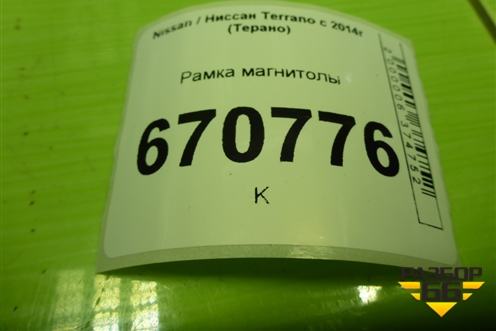 Nissan / Ниссан Terrano с 2014г
(Терано)
Рамка магнитолы
670776
К
РАЗБОР
66